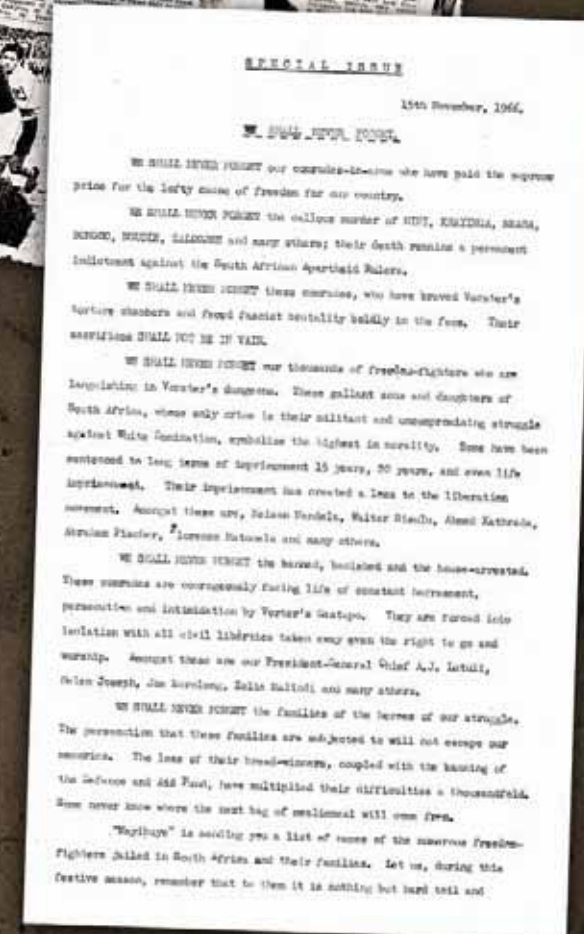 SPECIAL ISSUE
15th November, 1966.
WE SHALL NEVER FORGET.
WE SHALL NEVER FORGET our comrades-in-arms who have paid the supreme
price for the lofty cause of freedom for our country.
WE SHALL NEVER FORGET the callous murder of MINI, KHAYINGA,
and many others; their death remains a permanent
indictment against the South African Apartheid Rulers.
WE SHALL NEVER FORGET these comrades, who have braved Vorster's
torture chambers and faced fascist brutality boldly in the face. Their
sacrifices SHALL NOT BE IN VAIN.
WE SHALL NEVER FORGET our thousands of freedom-fighters who are
languishing in Vorster's dungeons. These gallant sons and daughters of
South Africa, whose only crime is their militant and uncompromising struggle
against White Domination, symbolise the highest in morality. Some have been
sentenced to long terms of imprisonment 15 years, 20 years, and even life
imprisonment. Their imprisonment has created a loss to the liberation
movement. Amongst these are, Nelson Mandela, Walter Sisulu, Ahmed Kathrada,
Abraham Fischer, Florence Matomela and many others.
WE SHALL NEVER FORGET the banned, banished and the house-arrested.
These comrades are courageously facing life of constant
persecution and intimidation by Gestapo. They are forced into
isolation with all civil taken away even the right to go and
worship. Amongst these are our President-General Chief A.J. Lutuli,
Helen Joseph, Joe and many others.
WE SHALL NEVER FORGET the families of the heroes of our struggle.
The persecution that these families are subjected to will not escape our
memories. The loss of their bread-winners, coupled with the banning of
the Defence and Aid Fund, have multiplied their difficulties a thousandfold.
Some never know where the next bag of mealiemeal will come from.
"Mayibuye" is sending you a list of names of the numerous freedom-
fighters jailed in South Africa and their families. Let us, during this
festive season, remember that to them it is nothing but hard toil and